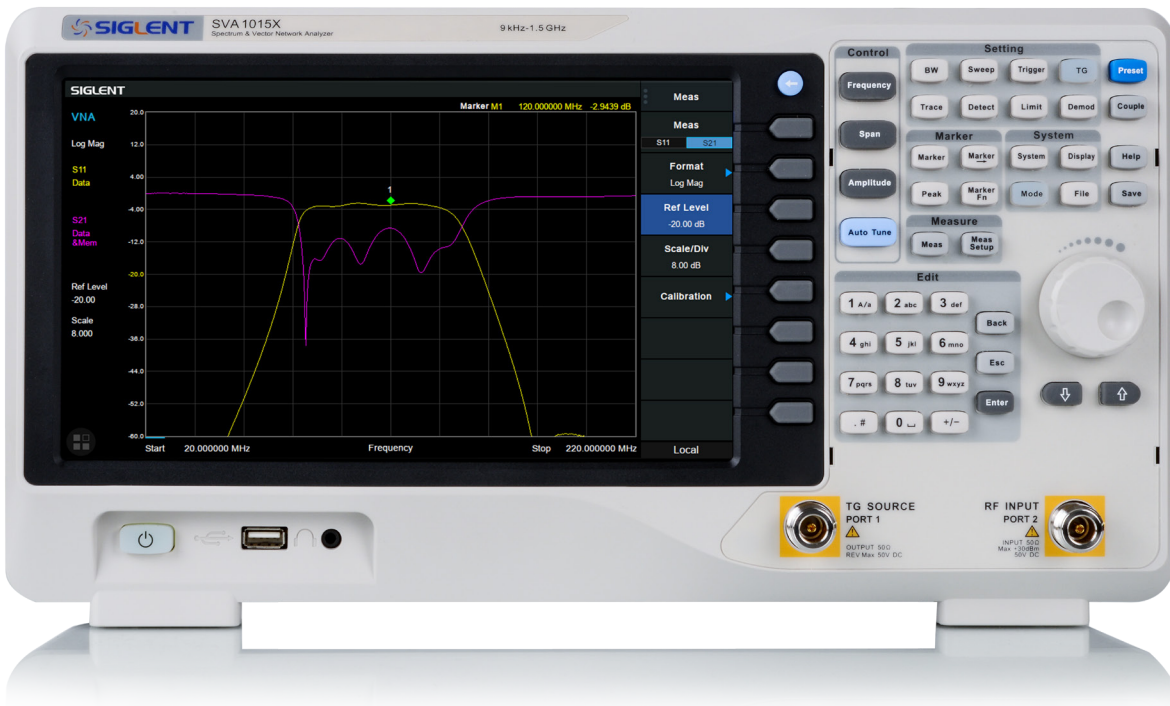 SIGLENT
SVA1015X
Spectrum & Vector Network Analyzer
9 kHz-1.5 GHz
SIGLENT
VNA
Log Mag
S11
Data
S21
Data
&Mem
Ref Level
-20.00
Scale
8.000
Marker M1 120.000000 MHz -2.9439 dB
20.0
12.0
4.00
-4.00
-12.0
-20.0
-28.0
-36.0
-44.0
-52.0
-60.0
1
Start 20.000000 MHz Frequency Stop 220.000000 MHz
Meas
Meas
S11 S21
Format
Log Mag
Ref Level
-20.00 dB
Scale/Div
8.00 dB
Calibration
Local
Control
Frequency
Span
Amplitude
Auto Tune
Setting
BW Sweep Trigger TG Preset
Trace Detect Limit Demod Couple
Marker System
Marker Marker System Display Help
Peak Marker Fn Mode File Save
Measure
Meas Meas Setup
Edit
1 A/a 2 abc 3 def
Back
4 ghi 5 jkl 6 mno
Esc
7 pqrs 8 tuv 9 wxyz
Enter
. # 0 +/−
TG SOURCE
PORT 1
OUTPUT 50Ω
REV Max 50V DC
RF INPUT
PORT 2
INPUT 50Ω
Max +30dBm
50V DC